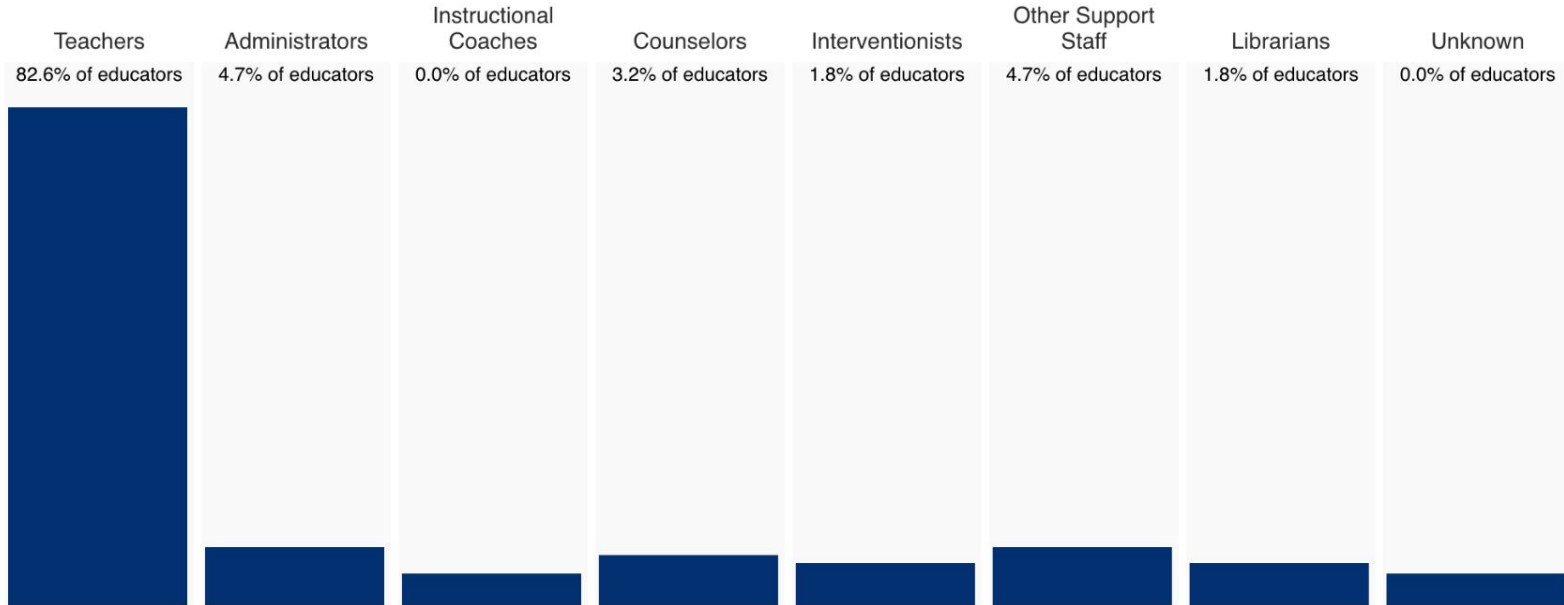 Teachers
82.6% of educators
Administrators
4.7% of educators
Instructional
Coaches
0.0% of educators
Counselors
3.2% of educators
Interventionists
1.8% of educators
Other Support
Staff
4.7% of educators
Librarians
1.8% of educators
Unknown
0.0% of educators